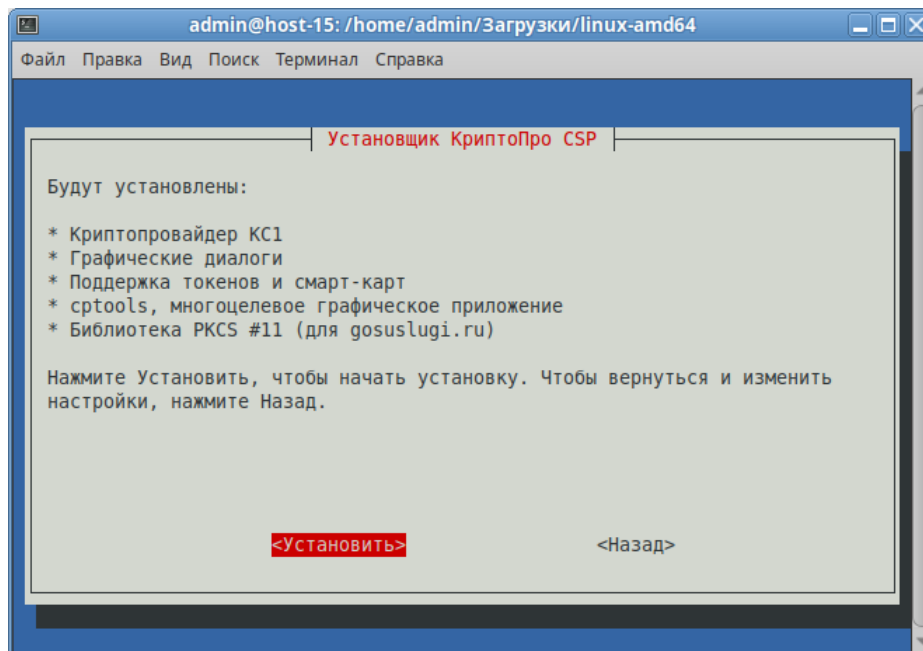 admin@host-15: /home/admin/Загрузки/linux-amd64
Файл Правка Вид Поиск Терминал Справка
Установщик КриптоПро CSP
Будут установлены:
* Криптопровайдер КС1
* Графические диалоги
* Поддержка токенов и смарт-карт
* cptools, многоцелевое графическое приложение
* Библиотека PKCS #11 (для gosuslugi.ru)
Нажмите Установить, чтобы начать установку. Чтобы вернуться и изменить
настройки, нажмите Назад.
<Установить> <Назад>